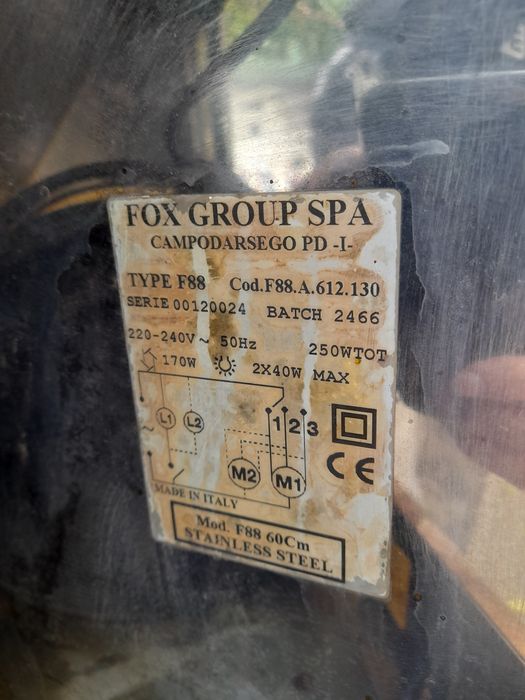 FOX GROUP SPA
CAMPODARSEGO PD -I-
TYPE F88 Cod.F88.A.612.130
SERIE 00120024 BATCH 2466
220-240V~ 50Hz 250WTOT
170W 2X40W MAX
L1 L2 1 2 3
M2 M1
CE
MADE IN ITALY
Mod. F88 60Cm
STAINLESS STEEL